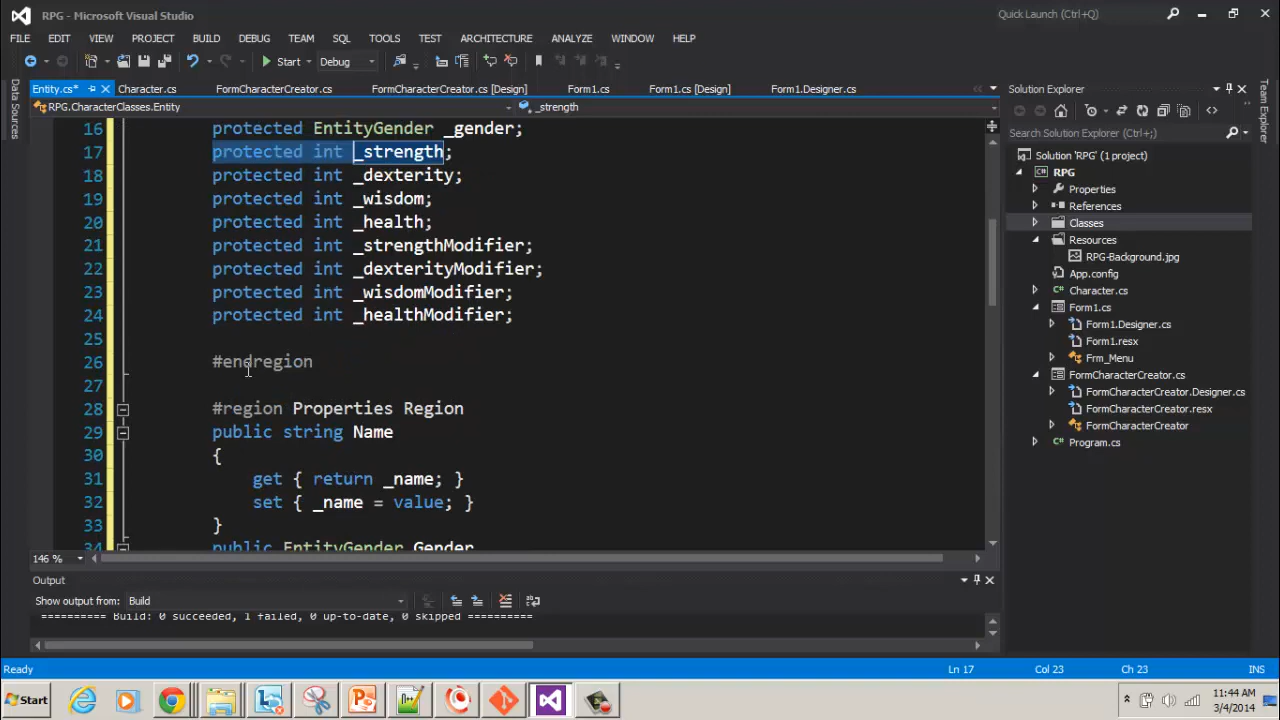 RPG - Microsoft Visual Studio
Quick Launch (Ctrl+Q)
FILE EDIT VIEW PROJECT BUILD DEBUG TEAM SQL TOOLS TEST ARCHITECTURE ANALYZE WINDOW HELP
Start Debug
Data Sources
Entity.cs* Character.cs FormCharacterCreator.cs FormCharacterCreator.cs [Design] Form1.cs Form1.cs [Design] Form1.Designer.cs
RPG.CharacterClasses.Entity _strength
16 protected EntityGender _gender;
17 protected int _strength;
18 protected int _dexterity;
19 protected int _wisdom;
20 protected int _health;
21 protected int _strengthModifier;
22 protected int _dexterityModifier;
23 protected int _wisdomModifier;
24 protected int _healthModifier;
25
26 #endregion
27
28 #region Properties Region
29 public string Name
30 {
31 get { return _name; }
32 set { _name = value; }
33 }
34 public EntityGender Gender
146 %
Output
Show output from: Build
========== Build: 0 succeeded, 1 failed, 0 up-to-date, 0 skipped ==========
Solution Explorer
Search Solution Explorer (Ctrl+;)
Solution 'RPG' (1 project)
RPG
Properties
References
Classes
Resources
RPG-Background.jpg
App.config
Character.cs
Form1.cs
Form1.Designer.cs
Form1.resx
Frm_Menu
FormCharacterCreator.cs
FormCharacterCreator.Designer.cs
FormCharacterCreator.resx
FormCharacterCreator
Program.cs
Team Explorer
Ready Ln 17 Col 23 Ch 23 INS
Start
11:44 AM
3/4/2014